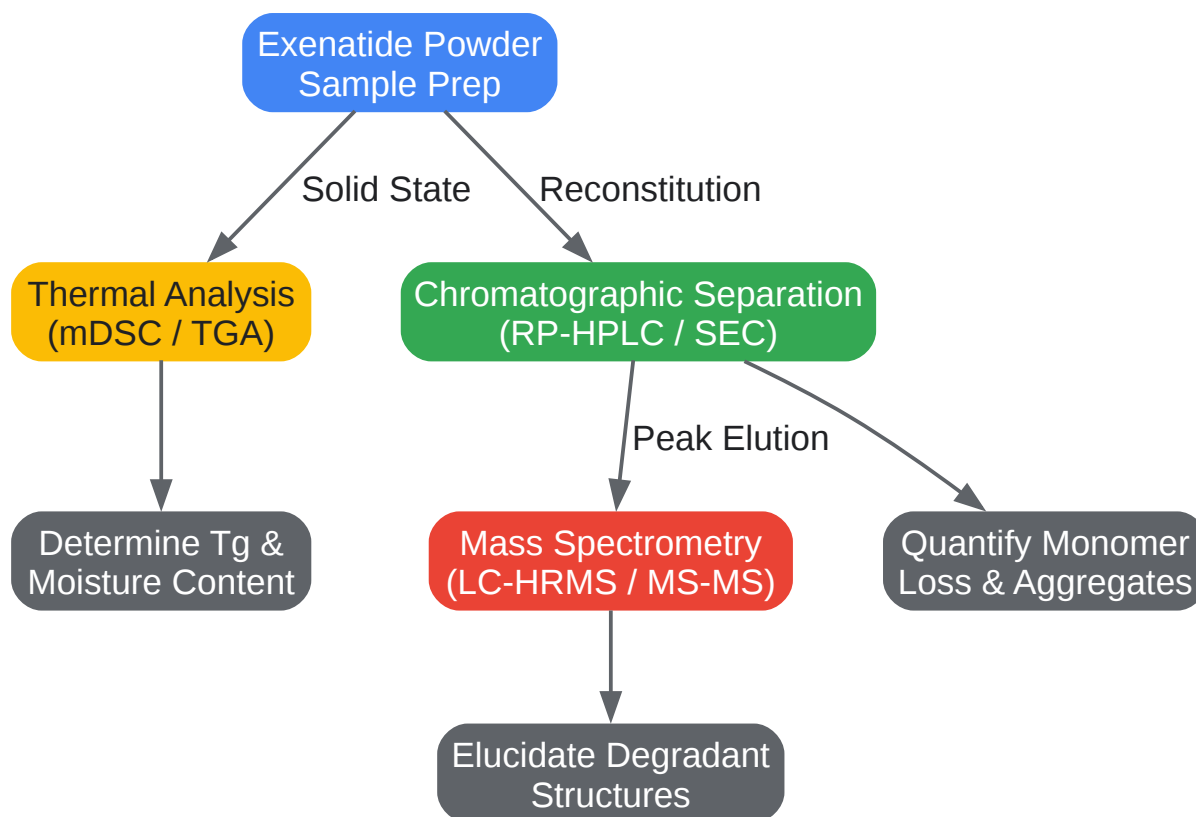 Exenatide Powder
Sample Prep
Solid State
Reconstitution
Thermal Analysis
(mDSC / TGA)
Chromatographic Separation
(RP-HPLC / SEC)
Peak Elution
Determine Tg &
Moisture Content
Mass Spectrometry
(LC-HRMS / MS-MS)
Quantify Monomer
Loss & Aggregates
Elucidate Degradant
Structures